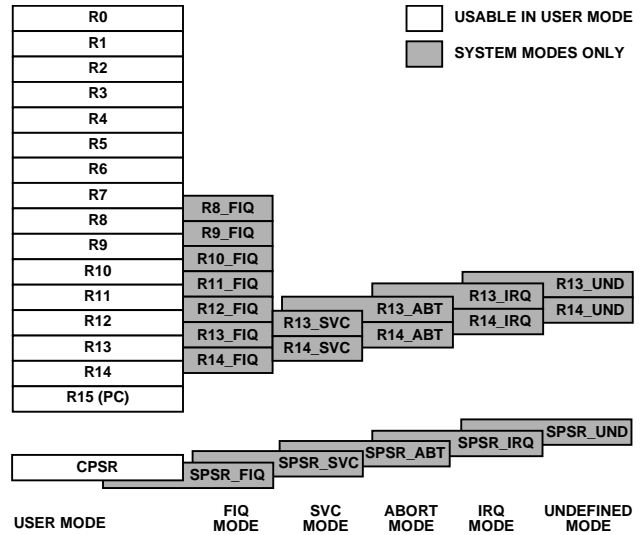 R0
USABLE IN USER MODE
R1
R2
SYSTEM MODES ONLY
R3
R4
R5
R6
R7
R8
R9
R10
R11
R12
R13
R14
R15 (PC)
R8_FIQ
R9_FIQ
R10_FIQ
R11_FIQ
R12_FIQ
R13_FIQ
R14_FIQ
R13_SVC
R14_SVC
R13_ABT
R14_ABT
R13_IRQ
R14_IRQ
R13_UND
R14_UND
CPSR
SPSR_FIQ
SPSR_SVC
SPSR_ABT
SPSR_IRQ
SPSR_UND
USER MODE
FIQ
MODE
SVC
MODE
ABORT
MODE
IRQ
MODE
UNDEFINED
MODE